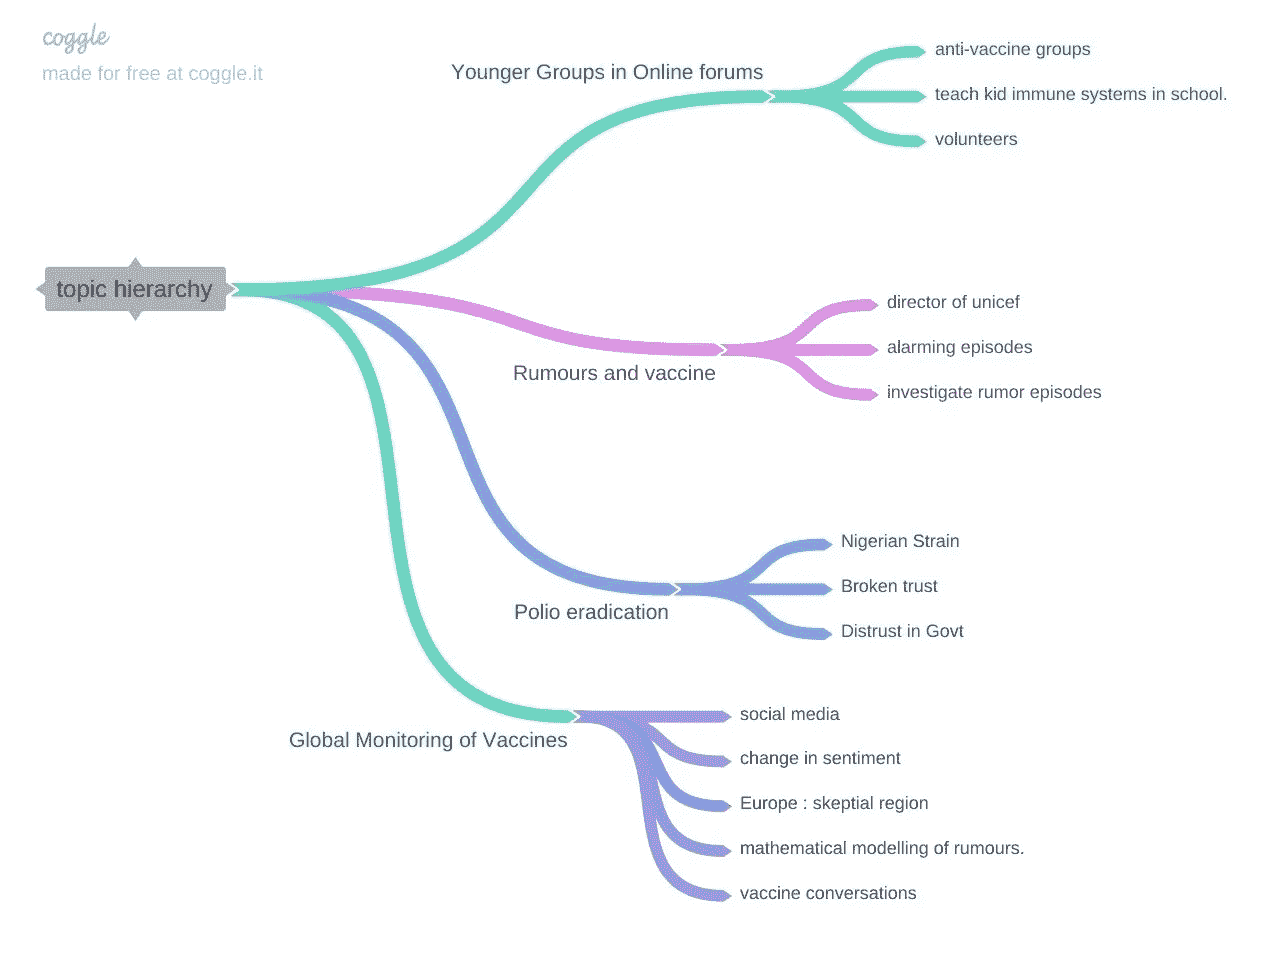 coggle
made for free at coggle.it
topic hierarchy
Younger Groups in Online forums
anti-vaccine groups
teach kid immune systems in school.
volunteers
Rumours and vaccine
director of unicef
alarming episodes
investigate rumor episodes
Polio eradication
Nigerian Strain
Broken trust
Distrust in Govt
Global Monitoring of Vaccines
social media
change in sentiment
Europe : skeptial region
mathematical modelling of rumours.
vaccine conversations